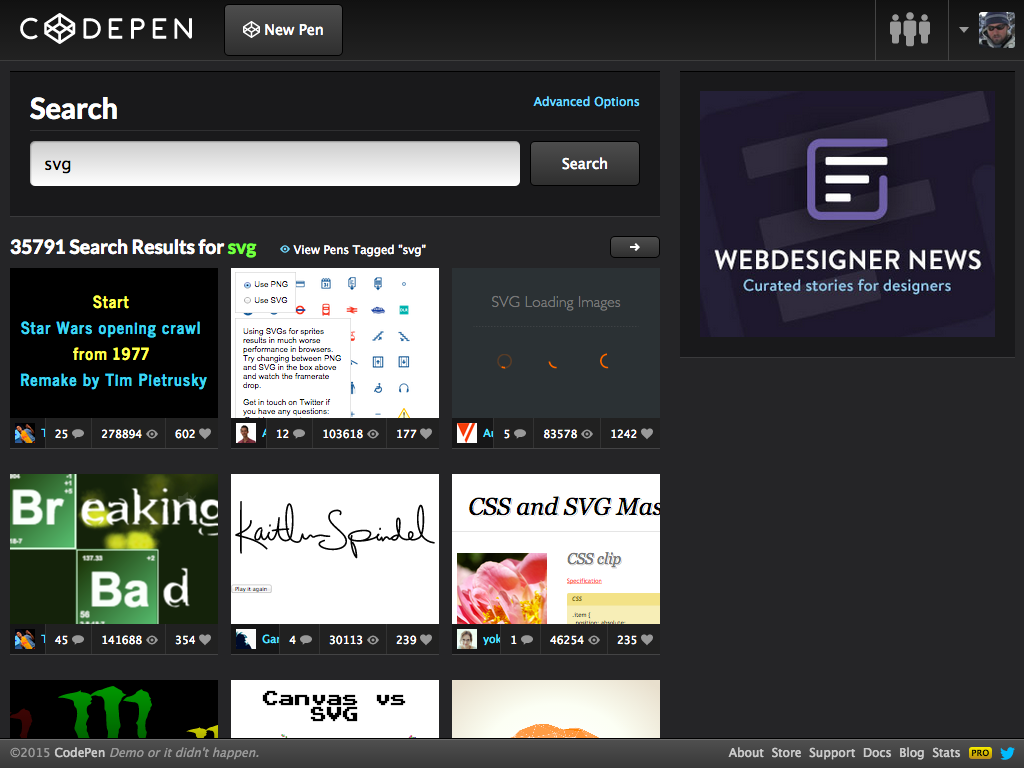 CODEPEN
New Pen
Search
Advanced Options
svg
Search
WEBDESIGNER NEWS
Curated stories for designers
35791 Search Results for svg
View Pens Tagged "svg"
Start
Star Wars opening crawl
from 1977
Remake by Tim Pietrusky
T 25 278894 602
Use PNG
Use SVG
Using SVGs for sprites
results in much worse
performance in browsers.
Try changing between PNG
and SVG in the box above
and watch the framerate
drop.
Get in touch on Twitter if
you have any questions:
12 103618 177
SVG Loading Images
5 83578 1242
Breaking
Bad
T 45 141688 354
Kaitlin Spindel
Play it again
4 30113 239
CSS and SVG Mas
CSS clip
Specification
CSS
.item {
position: absolute;
yok 1 46254 235
Canvas vs
SVG
©2015 CodePen Demo or it didn't happen.
About Store Support Docs Blog Stats PRO